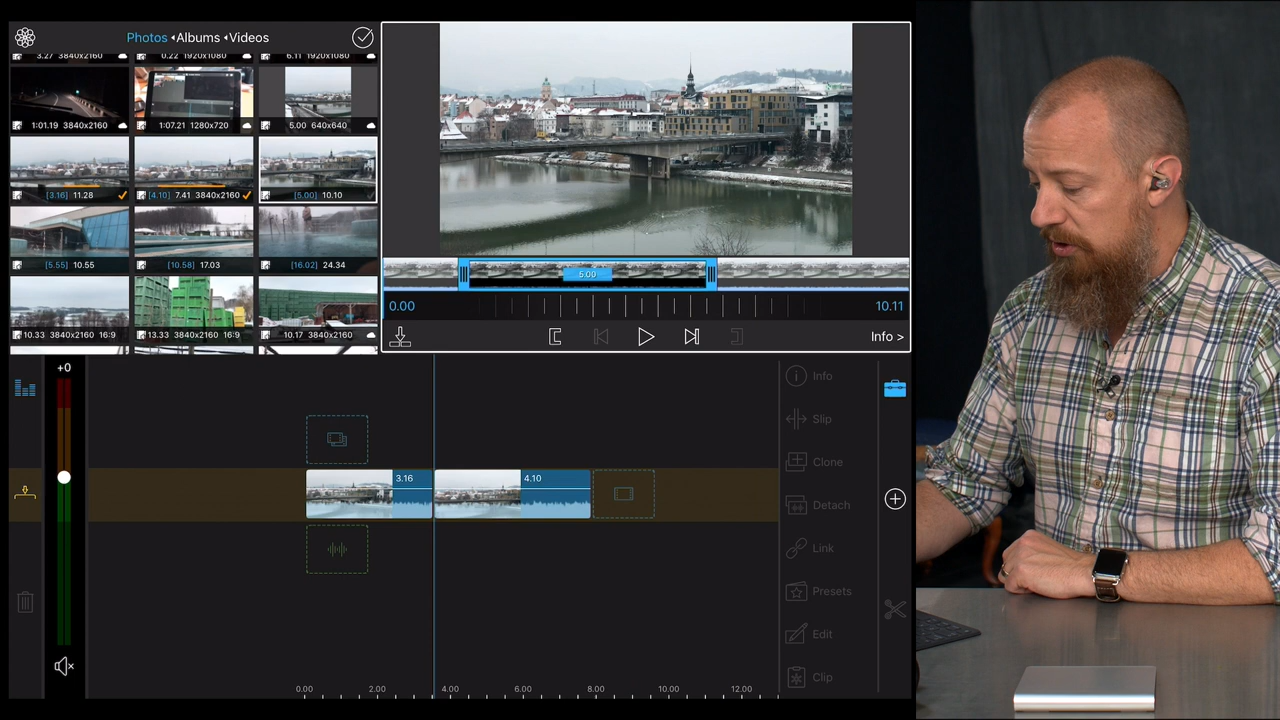 Photos ◂Albums ◂Videos
3.27 3840x2160
0.22 1920x1080
6.11 1920x1080
1:01.19 3840x2160
1:07.21 1280x720
5.00 640x640
[3.16] 11.28
[4.10] 7.41 3840x2160
[5.00] 10.10
[5.55] 10.55
[10.58] 17.03
[16.02] 24.34
10.33 3840x2160 16:9
13.33 3840x2160 16:9
10.17 3840x2160
5.00
0.00
10.11
Info >
+0
3.16
4.10
Info
Slip
Clone
Detach
Link
Presets
Edit
Clip
0.00 2.00 4.00 6.00 8.00 10.00 12.00